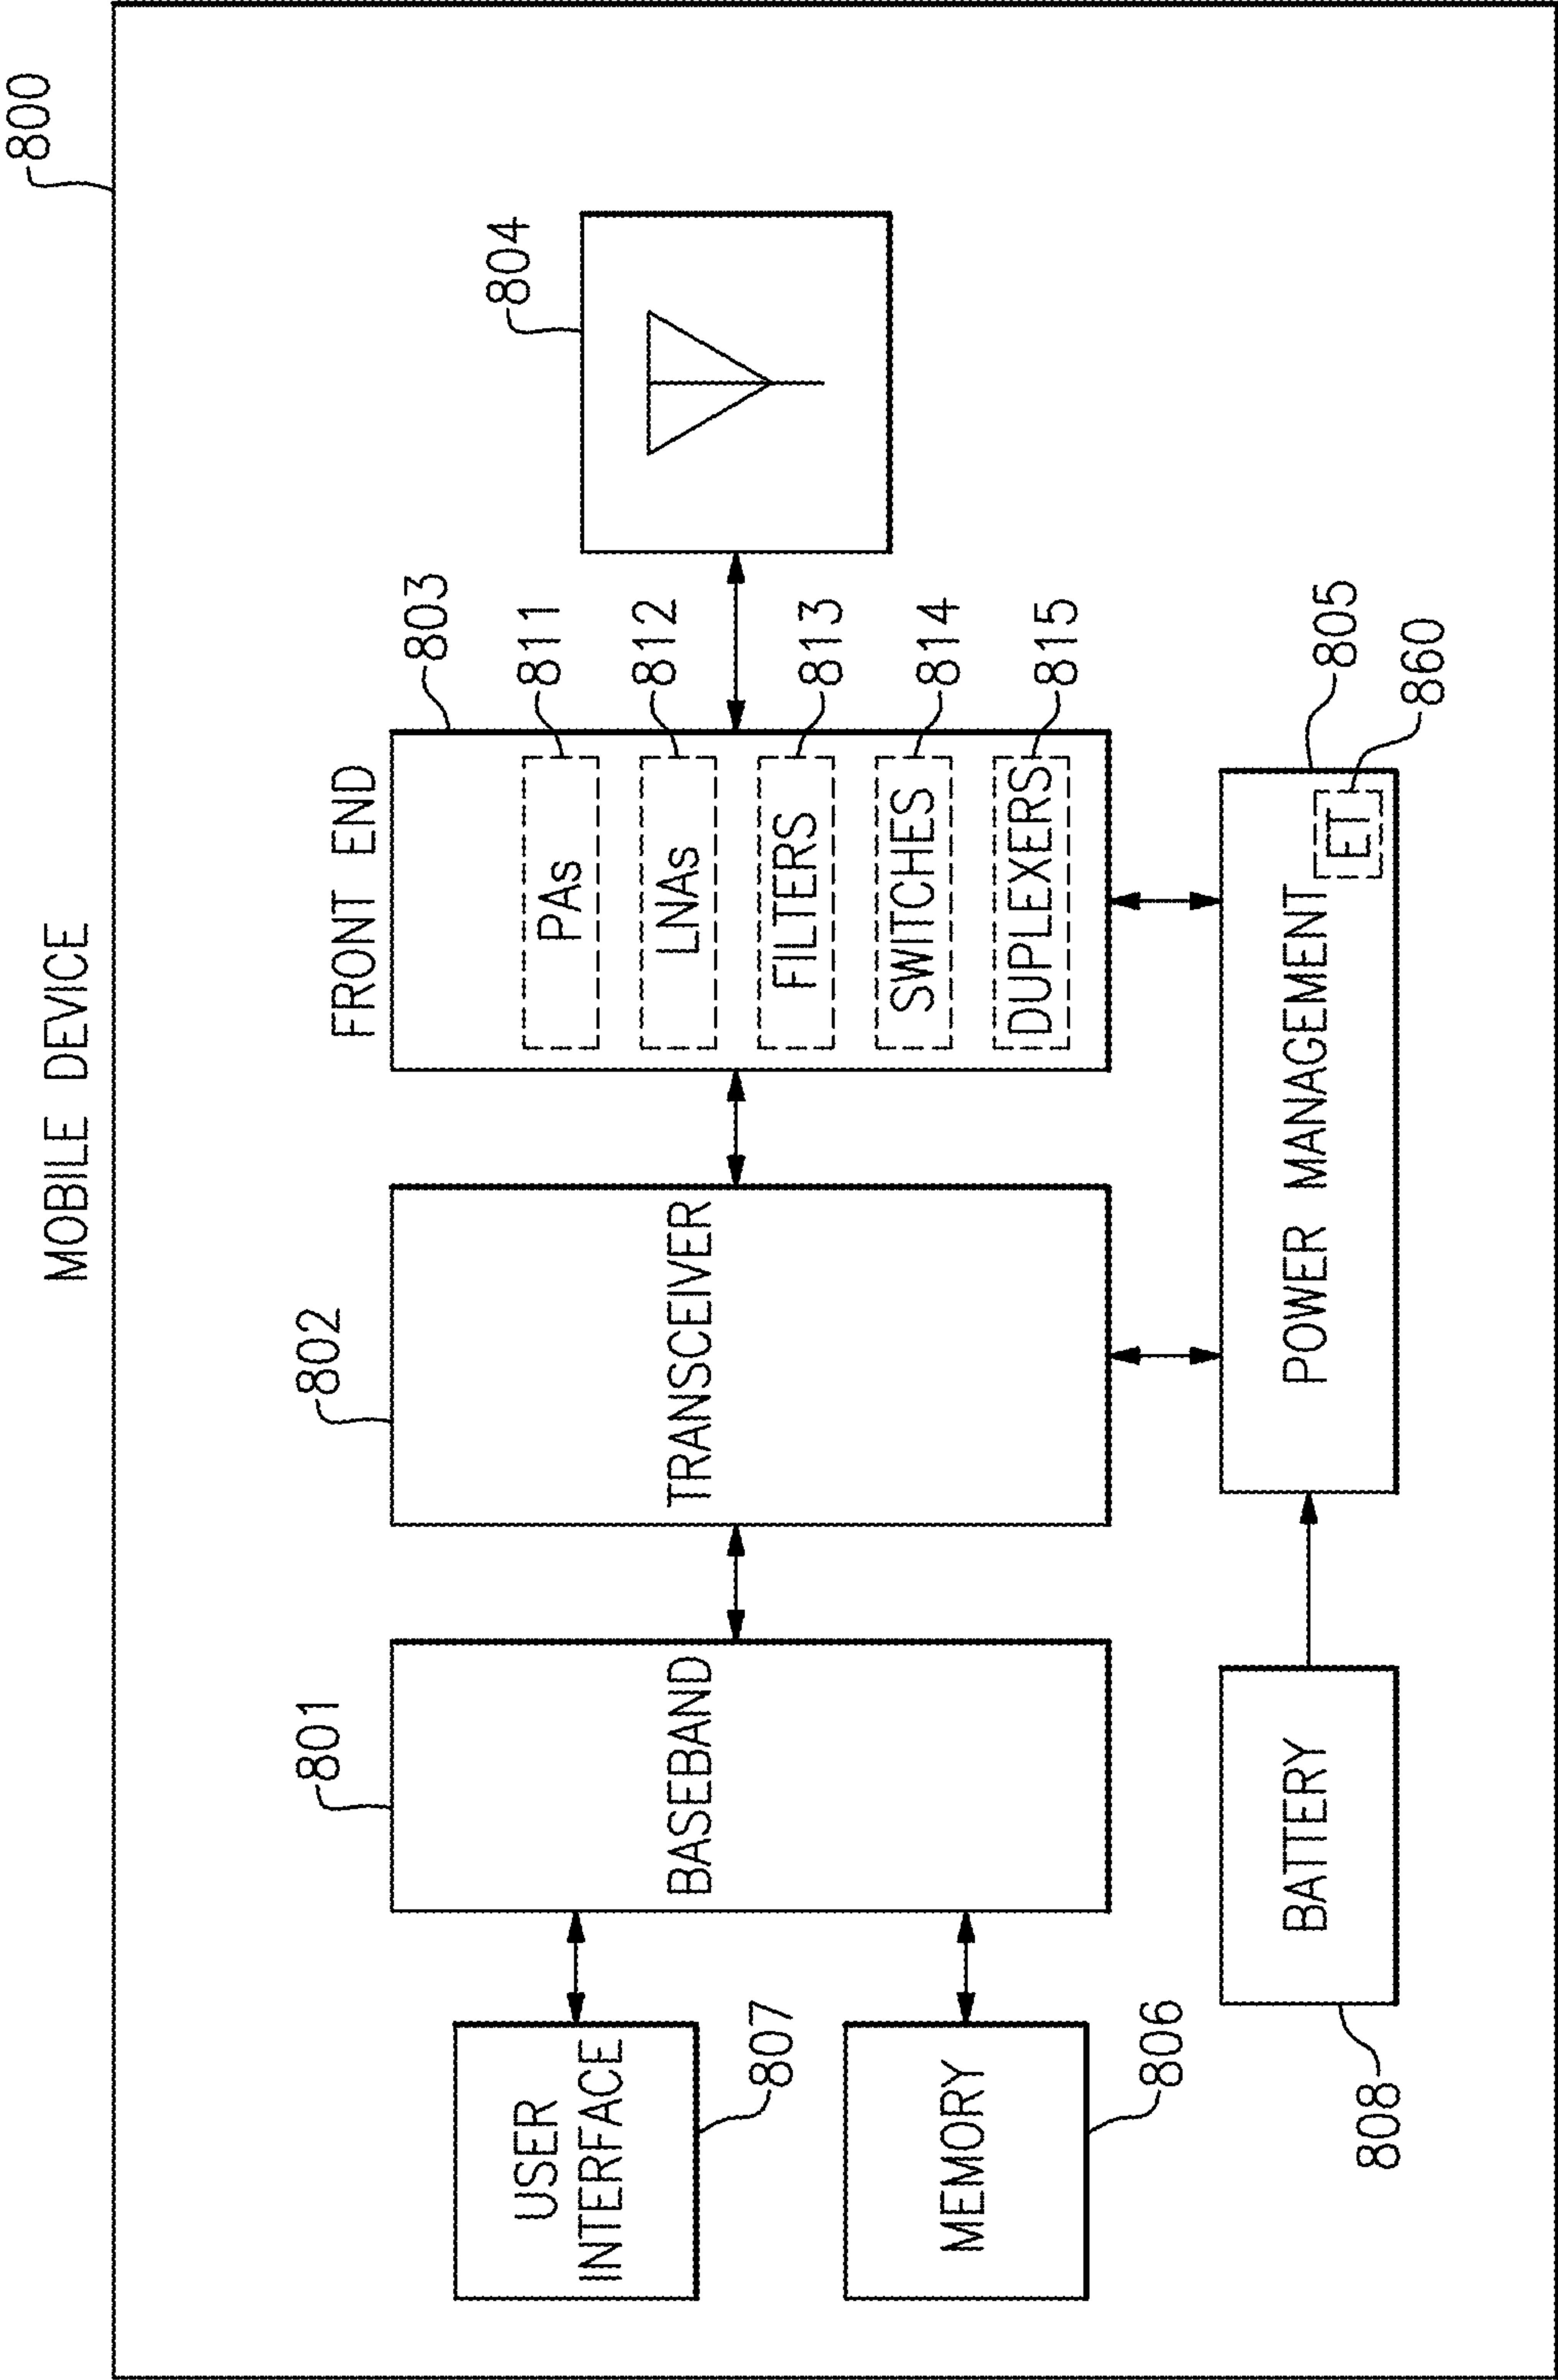 MOBILE DEVICE
800
802
801
803
FRONT END
804
USER
INTERFACE
807
MEMORY
806
BASEBAND
TRANSCEIVER
PAs
811
LNAs
812
FILTERS
813
SWITCHES
814
DUPLEXERS
815
BATTERY
808
POWER MANAGEMENT
ET
805
860